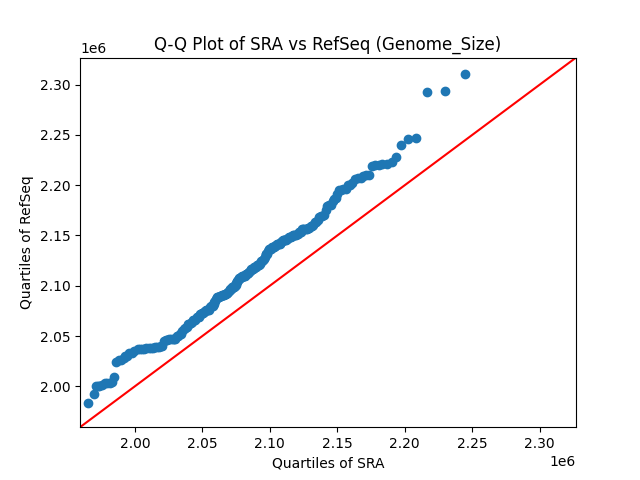 Q-Q Plot of SRA vs RefSeq (Genome_Size)
1e6
2.30
2.25
2.20
2.15
2.10
2.05
2.00
Quartiles of RefSeq
2.00 2.05 2.10 2.15 2.20 2.25 2.30
1e6
Quartiles of SRA